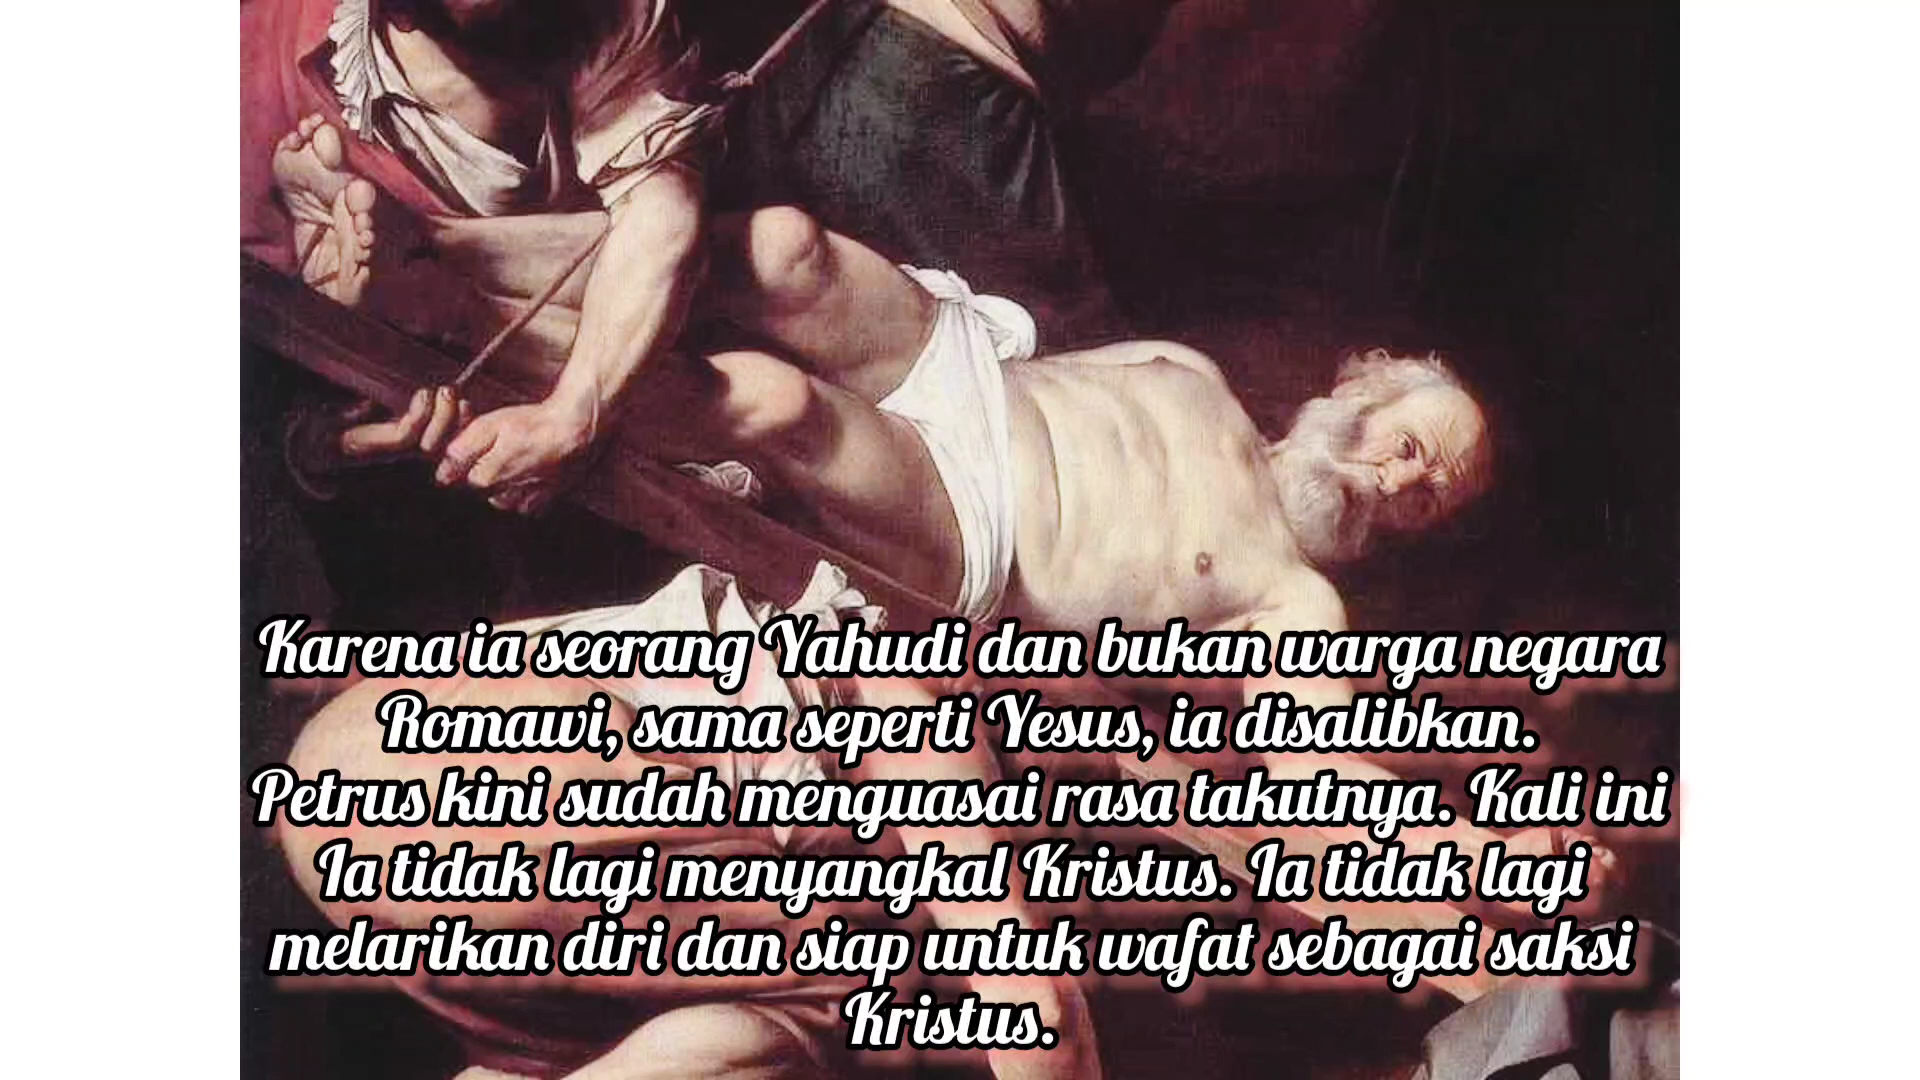 Karena ia seorang Yahudi dan bukan warga negara
Romawi, sama seperti Yesus, ia disalibkan.
Petrus kini sudah menguasai rasa takutnya. Kali ini
Ia tidak lagi menyangkal Kristus. Ia tidak lagi
melarikan diri dan siap untuk wafat sebagai saksi
Kristus.